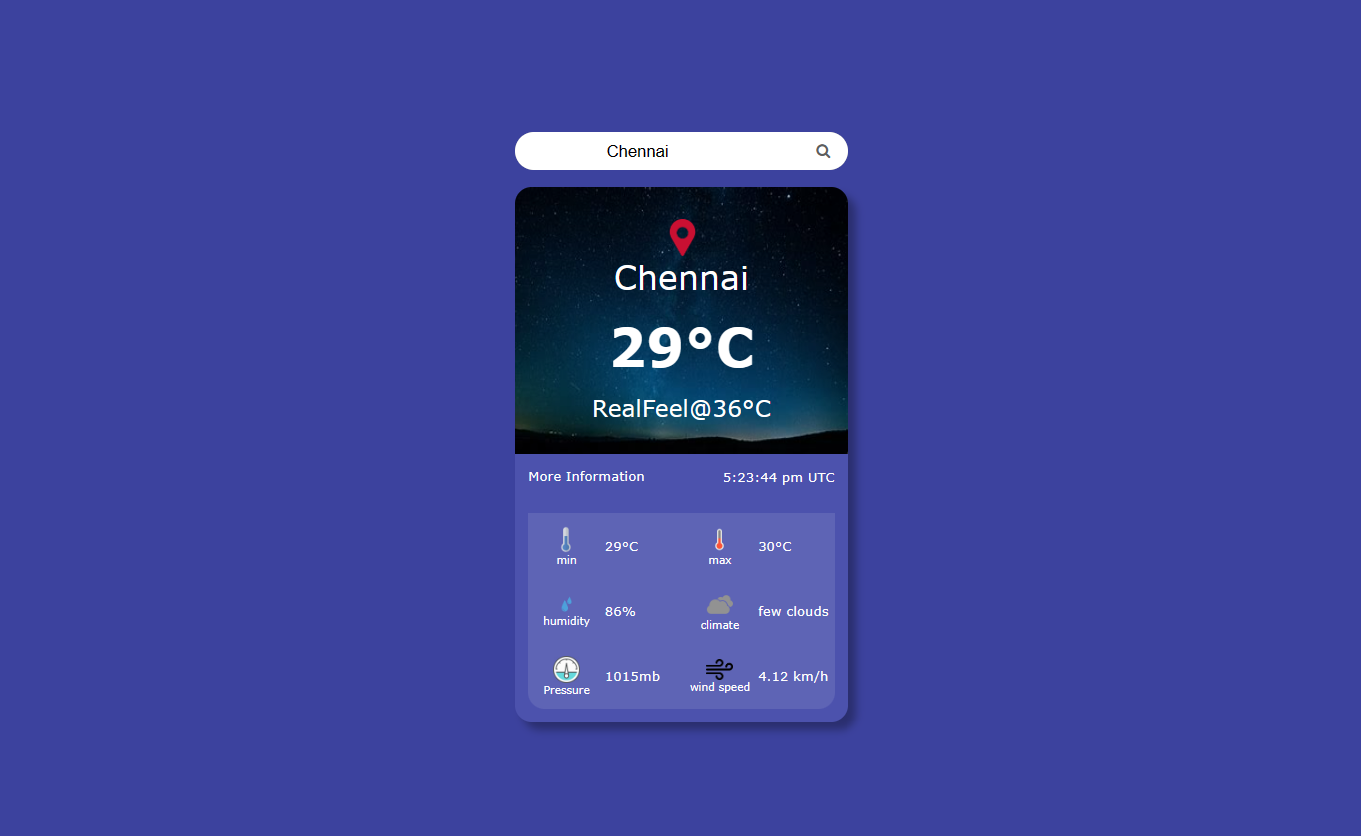 Chennai
Chennai
29°C
RealFeel@36°C
More Information 5:23:44 pm UTC
29°C 30°C
min max
86% few clouds
humidity climate
1015mb 4.12 km/h
Pressure wind speed